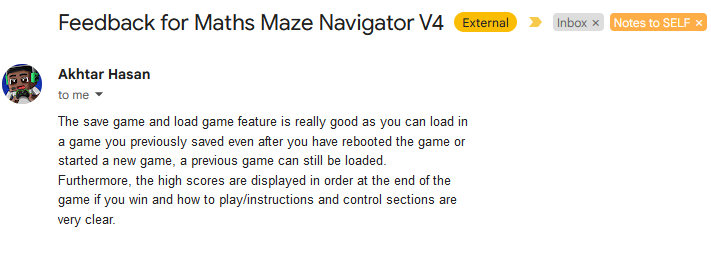 Feedback for Maths Maze Navigator V4 External Inbox × Notes to SELF ×
Akhtar Hasan
to me
The save game and load game feature is really good as you can load in
a game you previously saved even after you have rebooted the game or
started a new game, a previous game can still be loaded.
Furthermore, the high scores are displayed in order at the end of the
game if you win and how to play/instructions and control sections are
very clear.